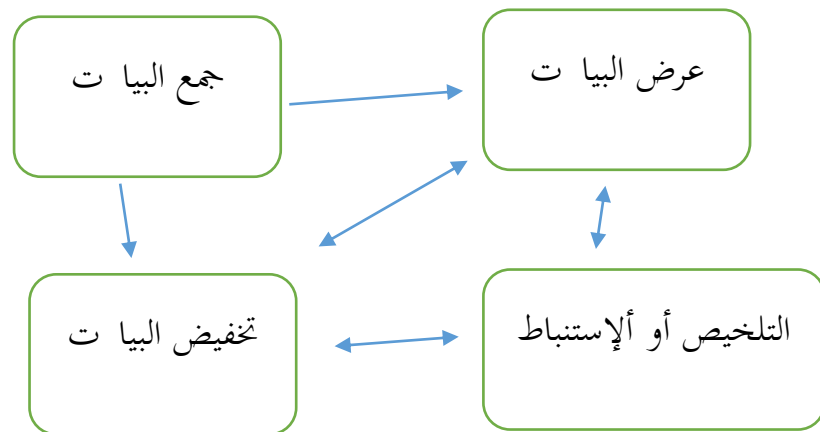 جمع البيا ت
عرض البيا ت
تخفيض البيا ت
التلخيص أو ألإستنباط